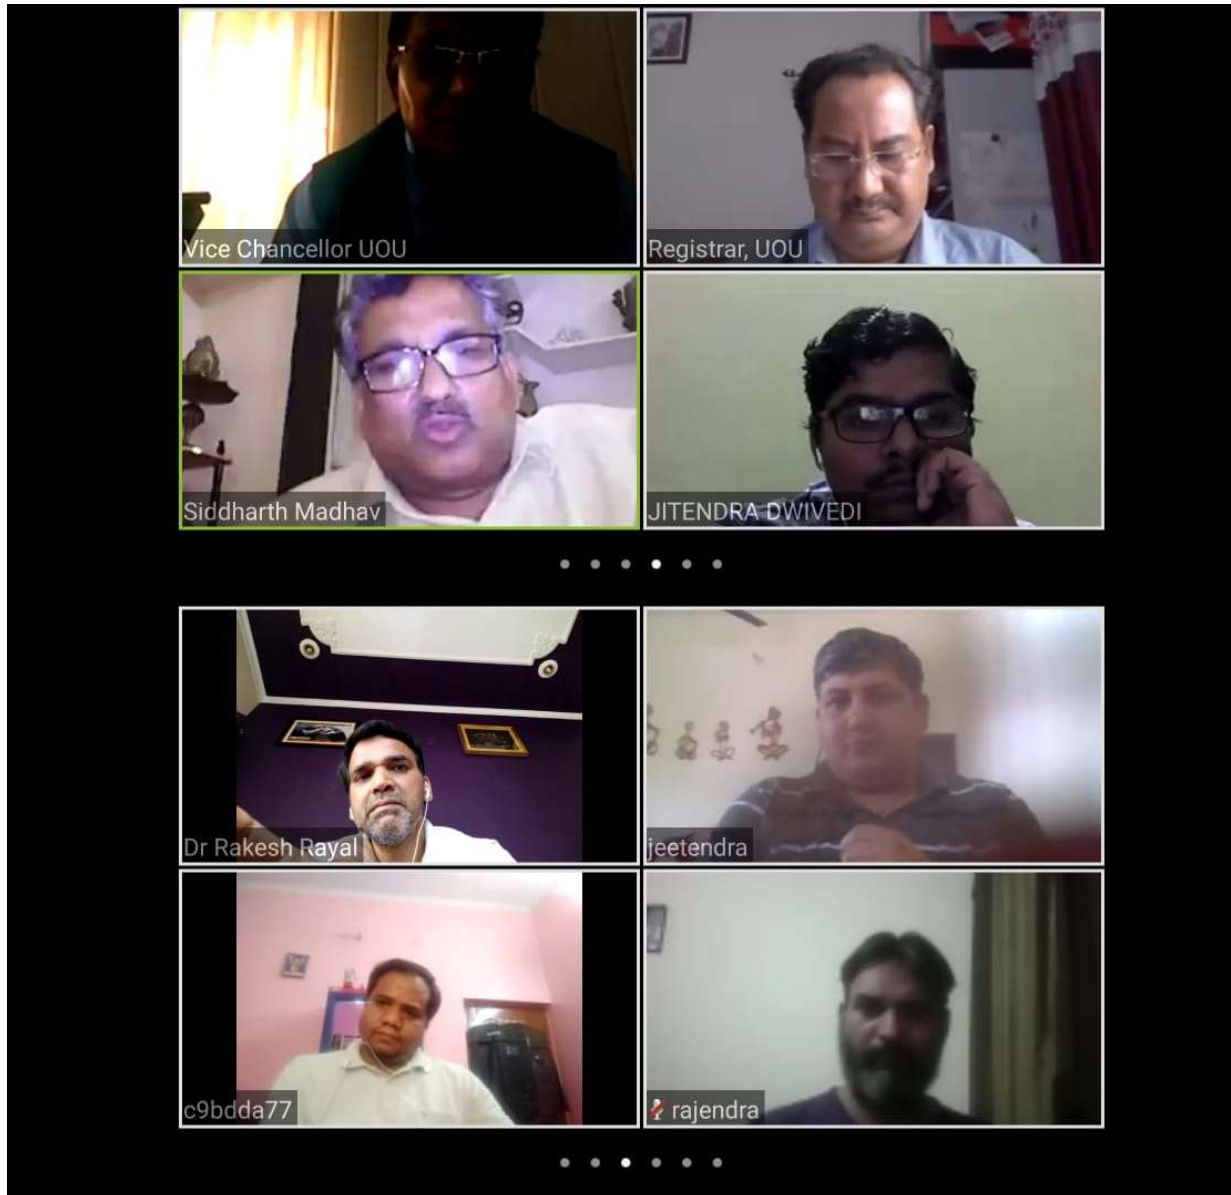 Vice Chancellor UOU
Registrar, UOU
Siddharth Madhav
JITENDRA DWIVEDI
Dr Rakesh Rayal
jeetendra
c9bdda77
rajendra